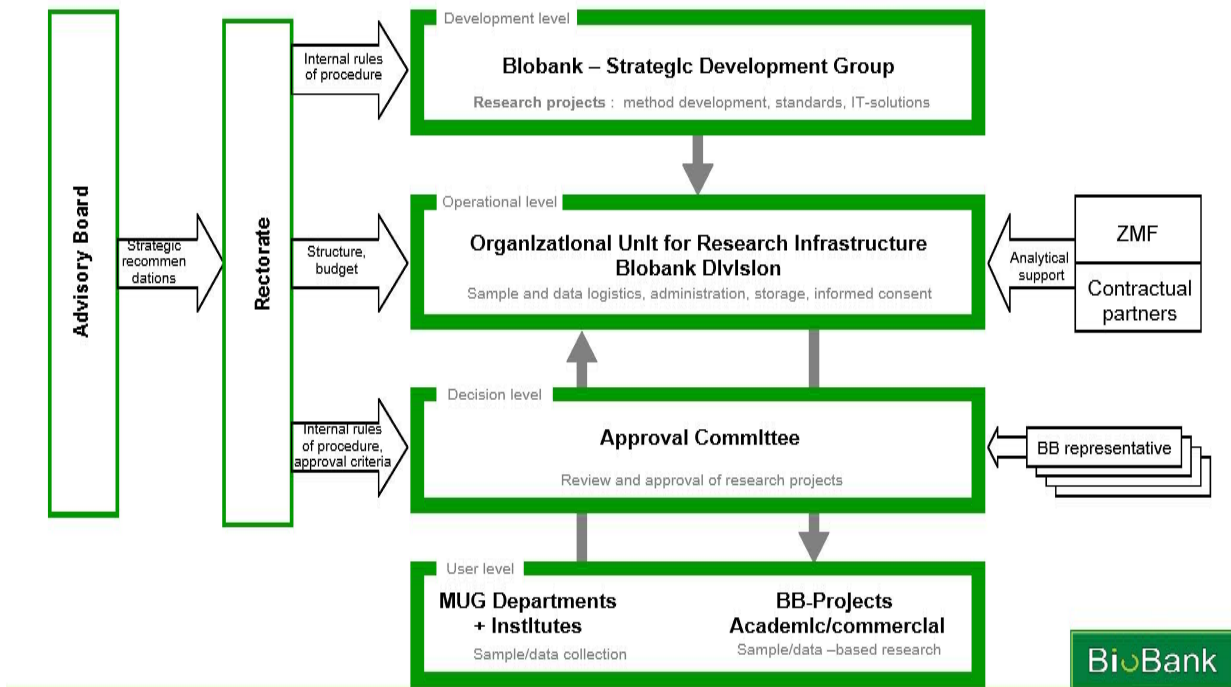 Development level
Biobank – Strategic Development Group
Research projects : method development, standards, IT-solutions
Internal rules
of procedure
Advisory Board
Strategic
recommen
dations
Rectorate
Structure,
budget
Operational level
Organizational Unit for Research Infrastructure
Biobank Division
Sample and data logistics, administration, storage, informed consent
Analytical
support
ZMF
Contractual
partners
Internal rules
of procedure,
approval criteria
Decision level
Approval Committee
Review and approval of research projects
BB representative
User level
MUG Departments
+ Institutes
Sample/data collection
BB-Projects
Academic/commercial
Sample/data –based research
BioBank